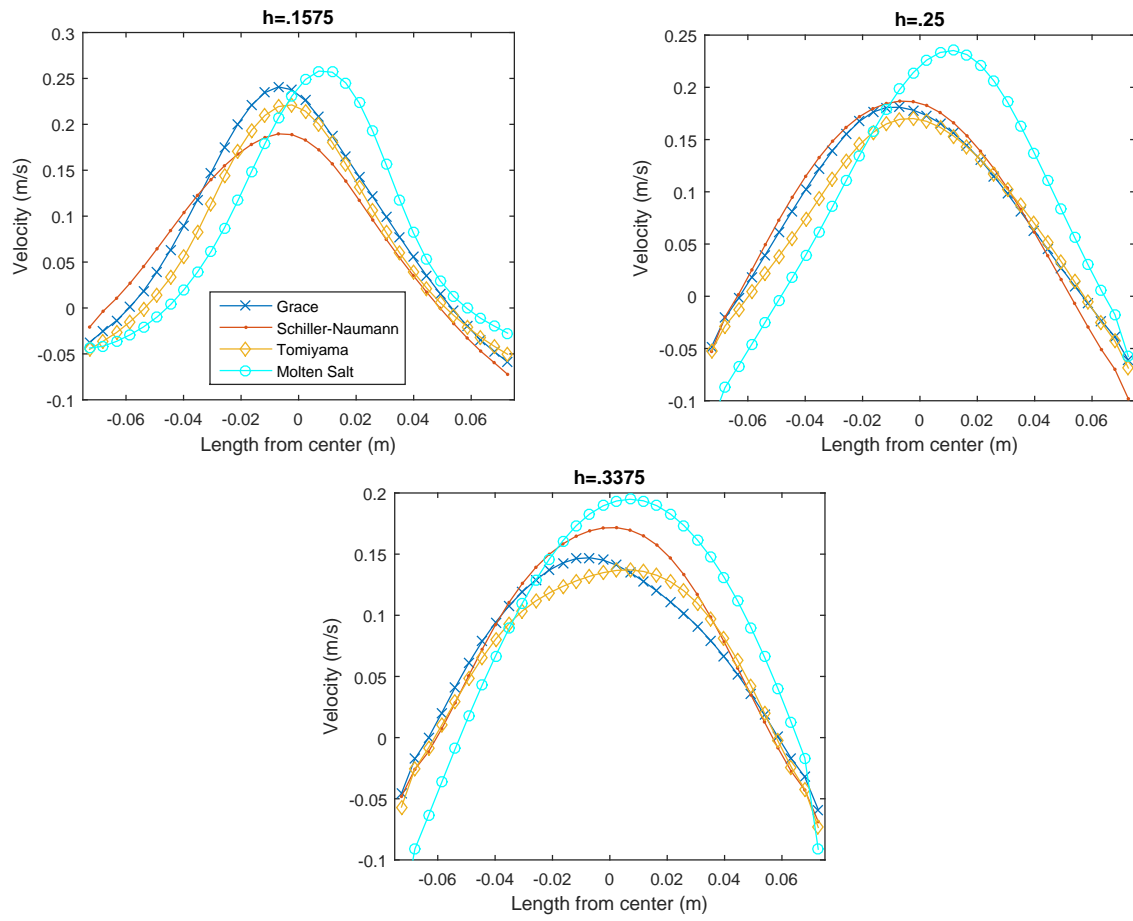 h=.1575
0.3
0.25
0.2
0.15
0.1
0.05
0
-0.05
-0.1
Velocity (m/s)
Grace
Schiller-Naumann
Tomiyama
Molten Salt
-0.06 -0.04 -0.02 0 0.02 0.04 0.06
Length from center (m)
h=.25
0.25
0.2
0.15
0.1
0.05
0
-0.05
-0.1
Velocity (m/s)
-0.06 -0.04 -0.02 0 0.02 0.04 0.06
Length from center (m)
h=.3375
0.2
0.15
0.1
0.05
0
-0.05
-0.1
Velocity (m/s)
-0.06 -0.04 -0.02 0 0.02 0.04 0.06
Length from center (m)